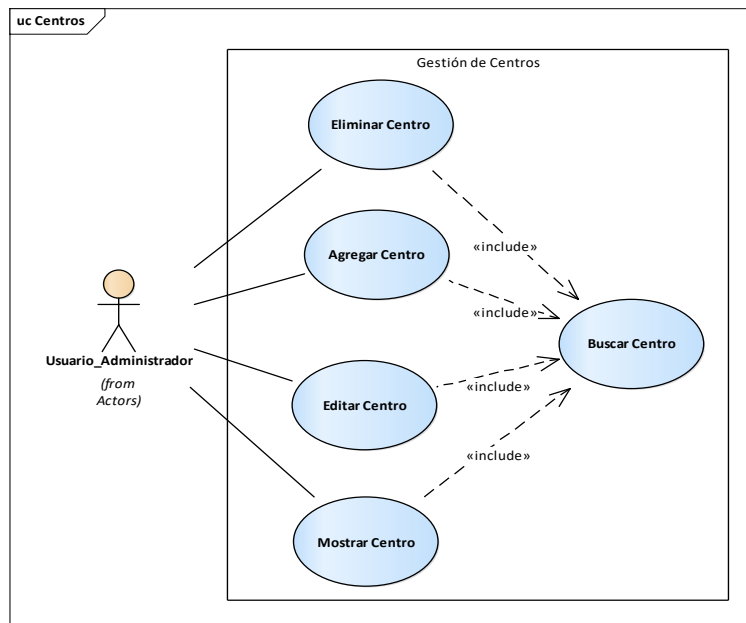 uc Centros
Gestión de Centros
Eliminar Centro
«include»
Agregar Centro
«include»
Buscar Centro
Usuario_Administrador
(from
Actors)
Editar Centro
«include»
«include»
Mostrar Centro